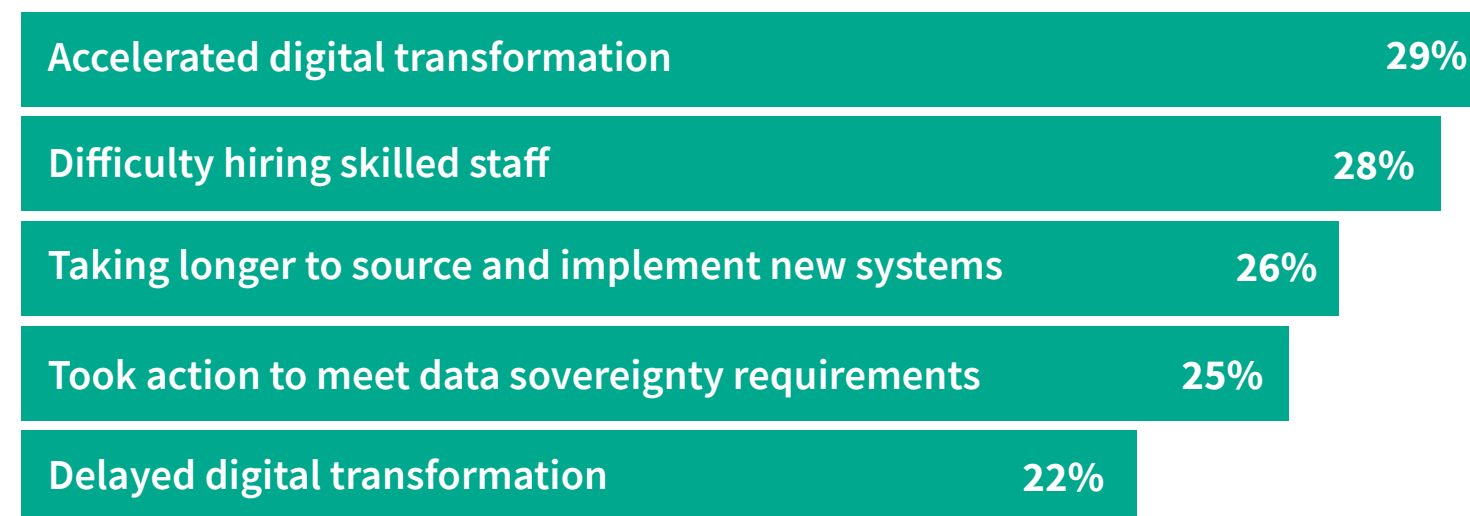 Accelerated digital transformation 29%
Difficulty hiring skilled staff 28%
Taking longer to source and implement new systems 26%
Took action to meet data sovereignty requirements 25%
Delayed digital transformation 22%